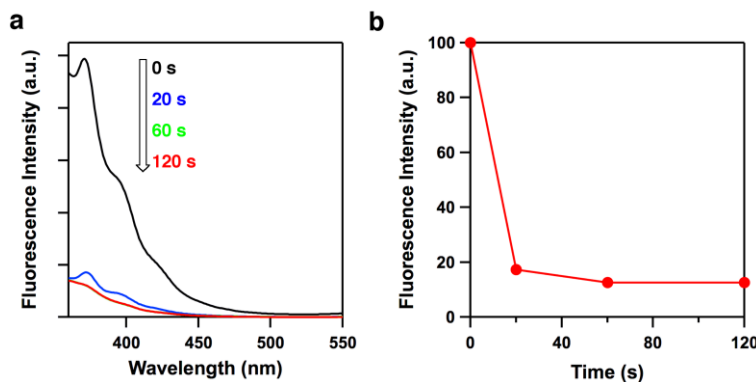 a
Fluorescence Intensity (a.u.)
0 s
20 s
60 s
120 s
400
450
500
550
Wavelength (nm)
b
Fluorescence Intensity (a.u.)
100
80
60
40
20
0
0
40
80
120
Time (s)